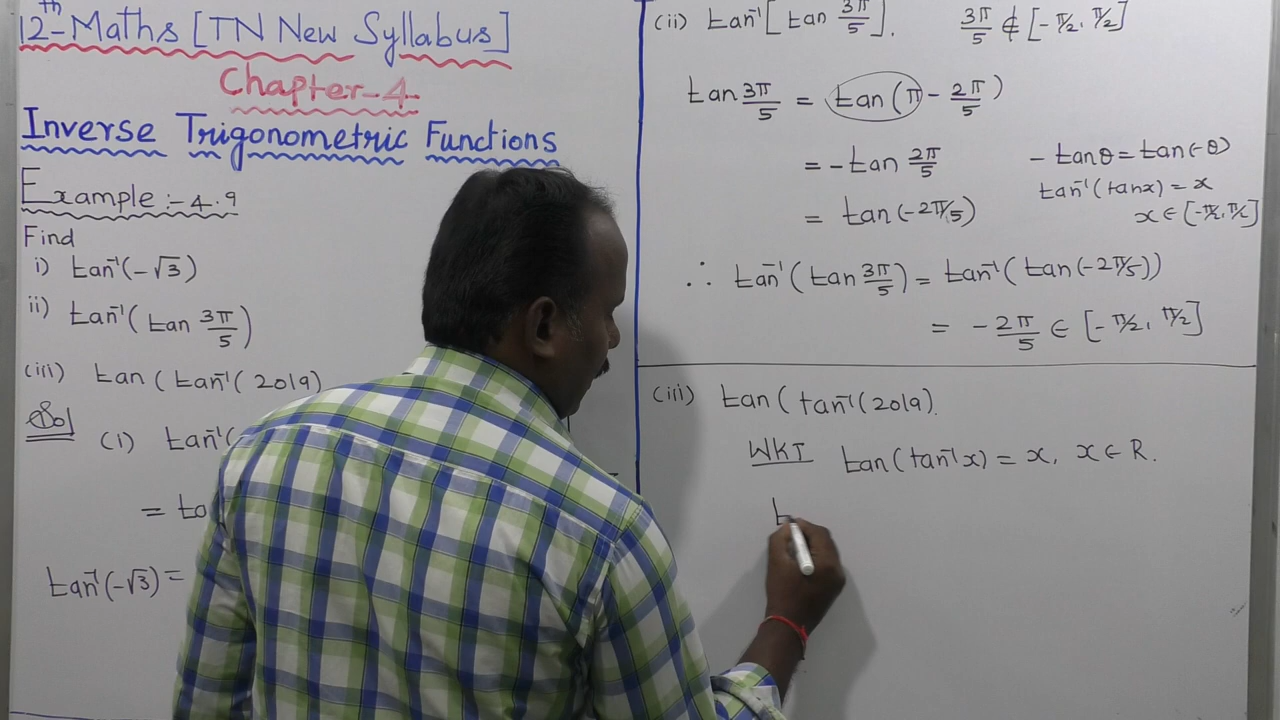 12th-Maths [TN New Syllabus]
Chapter-4
Inverse Trigonometric Functions
Example :- 4.9
Find
i) tan⁻¹(-√3)
ii) tan⁻¹(tan 3π/5)
(iii) tan(tan⁻¹(2019)
Sol
(i) tan⁻¹(
=
tan⁻¹(-√3) =
(ii) tan⁻¹[tan 3π/5]. 3π/5 ∉ [-π/2, π/2]
tan 3π/5 = tan(π - 2π/5)
= -tan 2π/5
- tanθ = tan(-θ)
= tan(-2π/5)
tan⁻¹(tanx) = x
x ∈ [-π/2, π/2]
∴ tan⁻¹(tan 3π/5) = tan⁻¹(tan(-2π/5))
= -2π/5 ∈ [-π/2, π/2]
(iii) tan(tan⁻¹(2019).
WKT tan(tan⁻¹x) = x, x ∈ R.
t